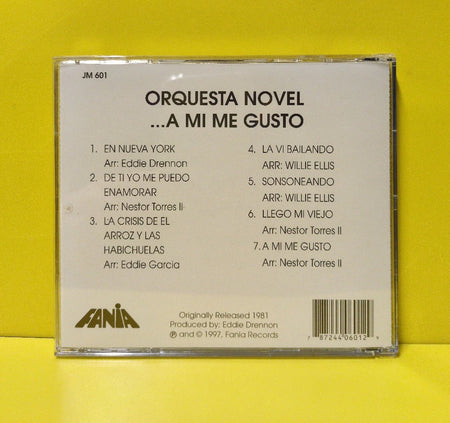 JM 601
ORQUESTA NOVEL
...A MI ME GUSTO
1. EN NUEVA YORK
Arr: Eddie Drennon
2. DE TI YO ME PUEDO
ENAMORAR
Arr: Nestor Torres II
3. LA CRISIS DE EL
ARROZ Y LAS
HABICHUELAS
Arr: Eddie Garcia
4. LA VI BAILANDO
ARR: WILLIE ELLIS
5. SONSONEANDO
ARR: WILLIE ELLIS
6. LLEGO MI VIEJO
Arr: Nestor Torres II
7. A MI ME GUSTO
Arr: Nestor Torres II
FANIA
Originally Released 1981
Produced by: Eddie Drennon
℗ and © 1997, Fania Records
7 87244 06012 9